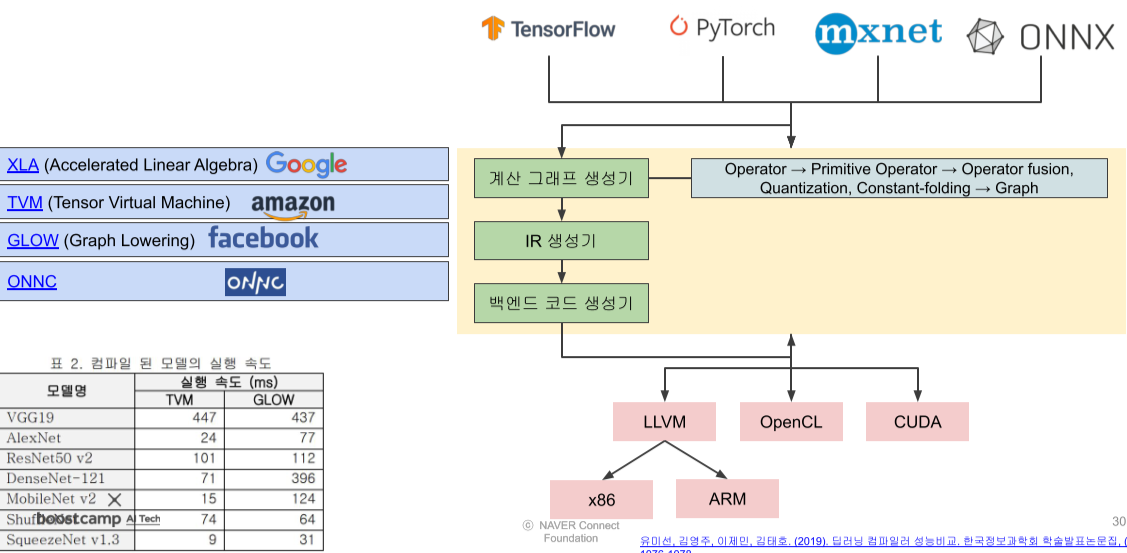 TensorFlow
PyTorch
mxnet
ONNX
XLA (Accelerated Linear Algebra) Google
TVM (Tensor Virtual Machine) amazon
GLOW (Graph Lowering) facebook
ONNC ONNC
계산 그래프 생성기
Operator → Primitive Operator → Operator fusion,
Quantization, Constant-folding → Graph
IR 생성기
백엔드 코드 생성기
LLVM
OpenCL
CUDA
x86
ARM
표 2. 컴파일 된 모델의 실행 속도
모델명 실행 속도 (ms)
TVM GLOW
VGG19 447 437
AlexNet 24 77
ResNet50 v2 101 112
DenseNet-121 71 396
MobileNet v2 15 124
74 64
SqueezeNet v1.3 9 31
boostcamp AI Tech
ⓒ NAVER Connect
Foundation
30
유미선, 김영주, 이제민, 김태호. (2019). 딥러닝 컴파일러 성능비교. 한국정보과학회 학술발표논문집, (
1076-1078